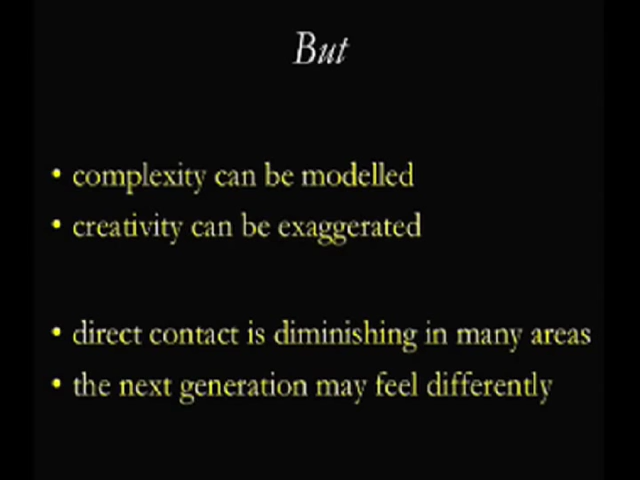 But
• complexity can be modelled
• creativity can be exaggerated
• direct contact is diminishing in many areas
• the next generation may feel differently